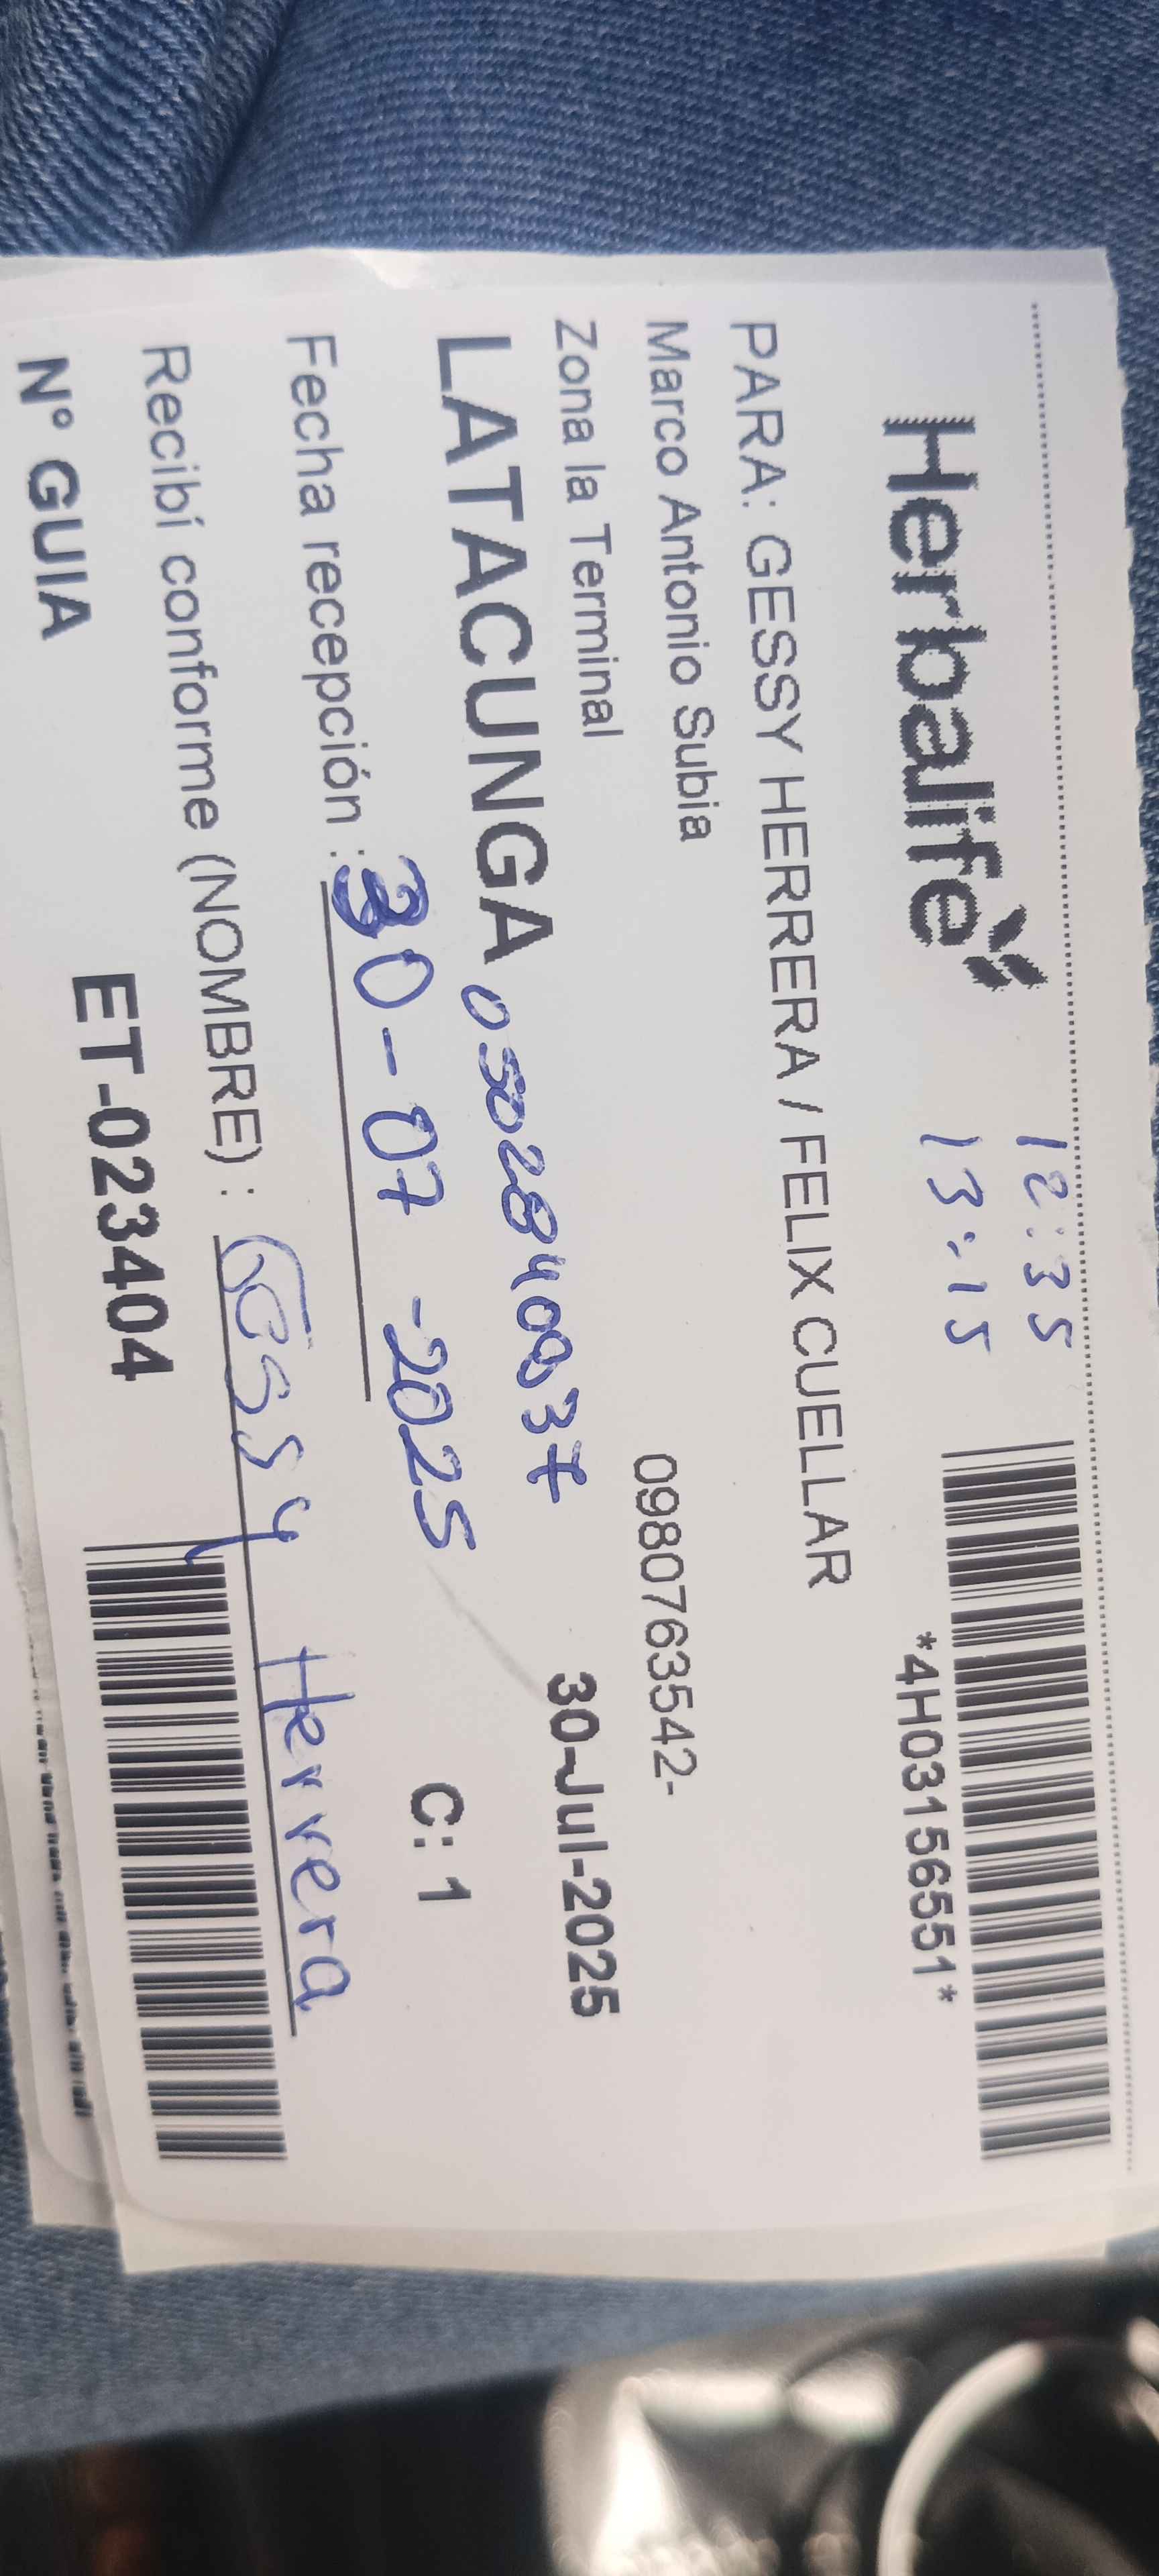 Herbalife
12:35
13:15
*4H03156551*
PARA: GESSY HERRERA / FELIX CUELLAR
Marco Antonio Subia 0980763542-
Zona la Terminal 30-Jul-2025
LATACUNGA 0502840037
C: 1
Fecha recepción : 30-07-2025
Recibí conforme (NOMBRE) : Gessy Herrera
N° GUIA ET-023404